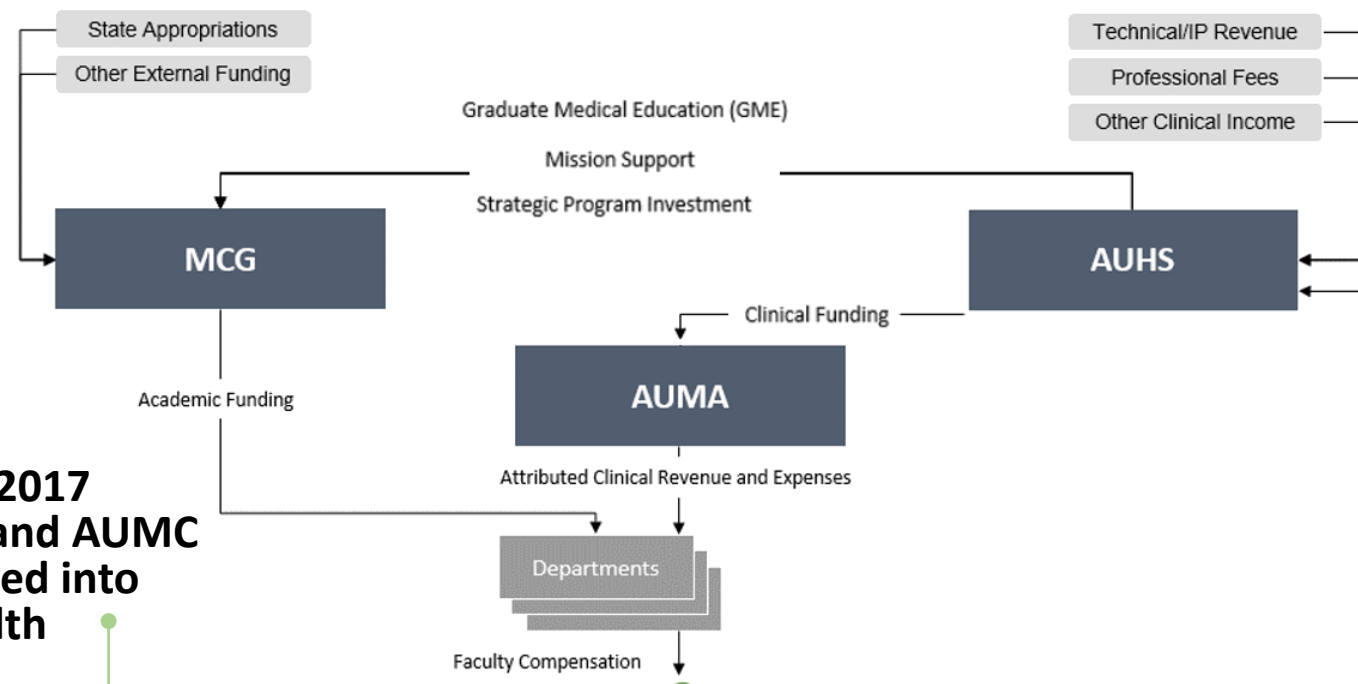 State Appropriations
Other External Funding
Technical/IP Revenue
Professional Fees
Other Clinical Income
Graduate Medical Education (GME)
Mission Support
Strategic Program Investment
MCG
AUHS
Clinical Funding
AUMA
Academic Funding
Attributed Clinical Revenue and Expenses
2017
and AUMC
ed into
lth
Departments
Faculty Compensation